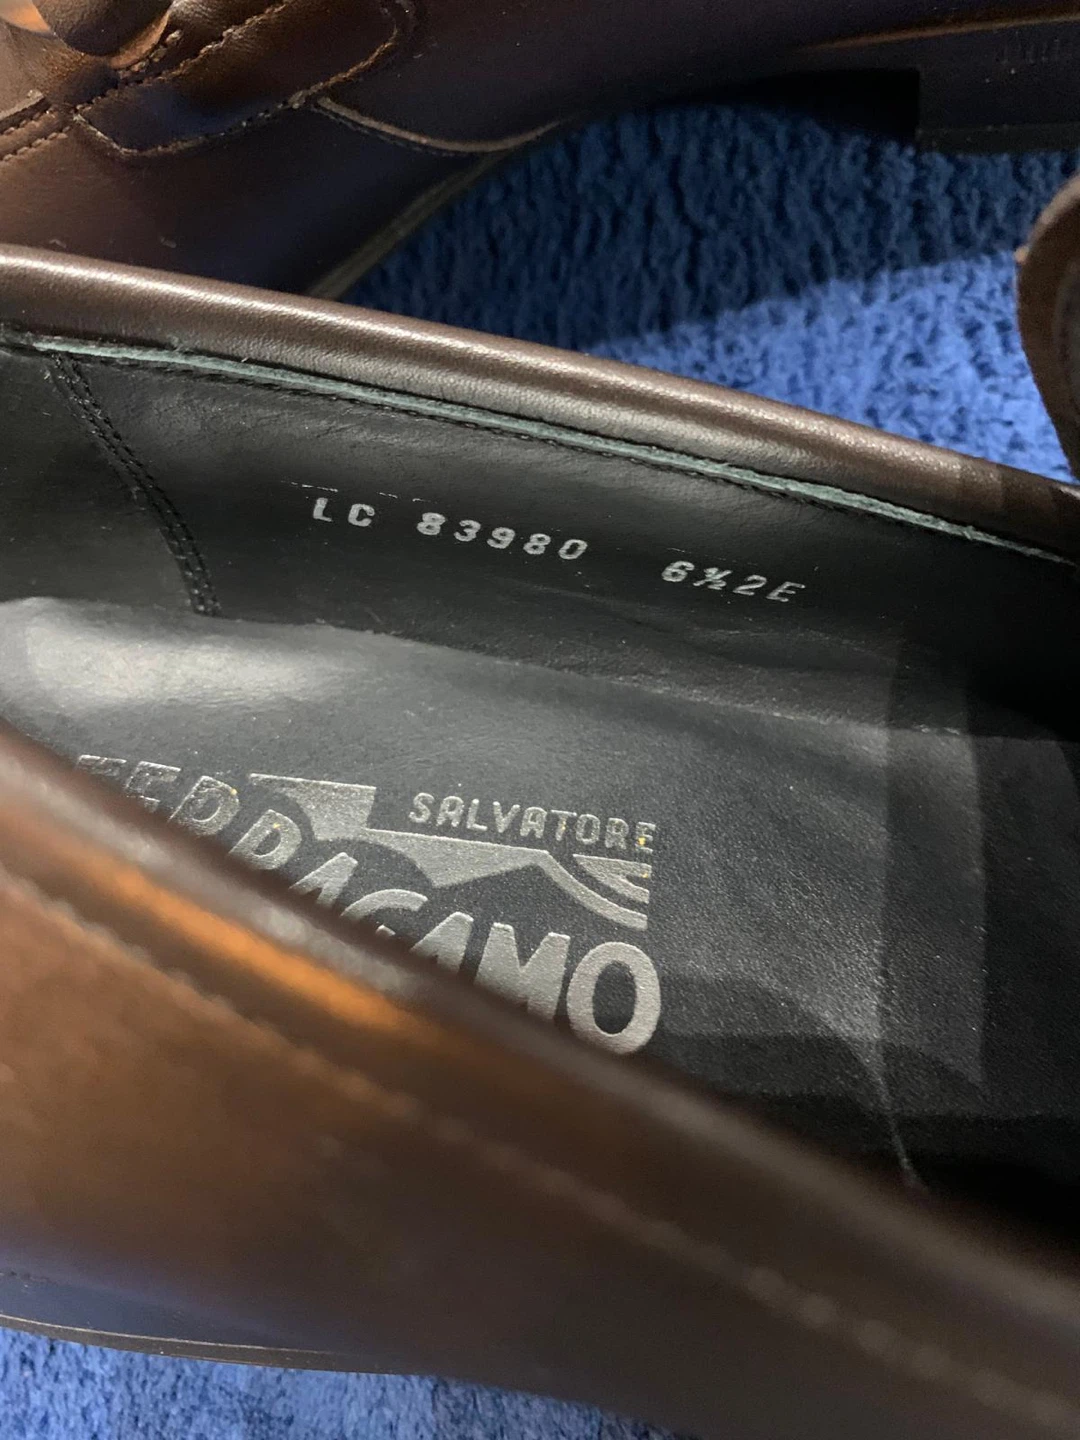 LC 83980 6½2E
SALVATORE
FERRAGAMO